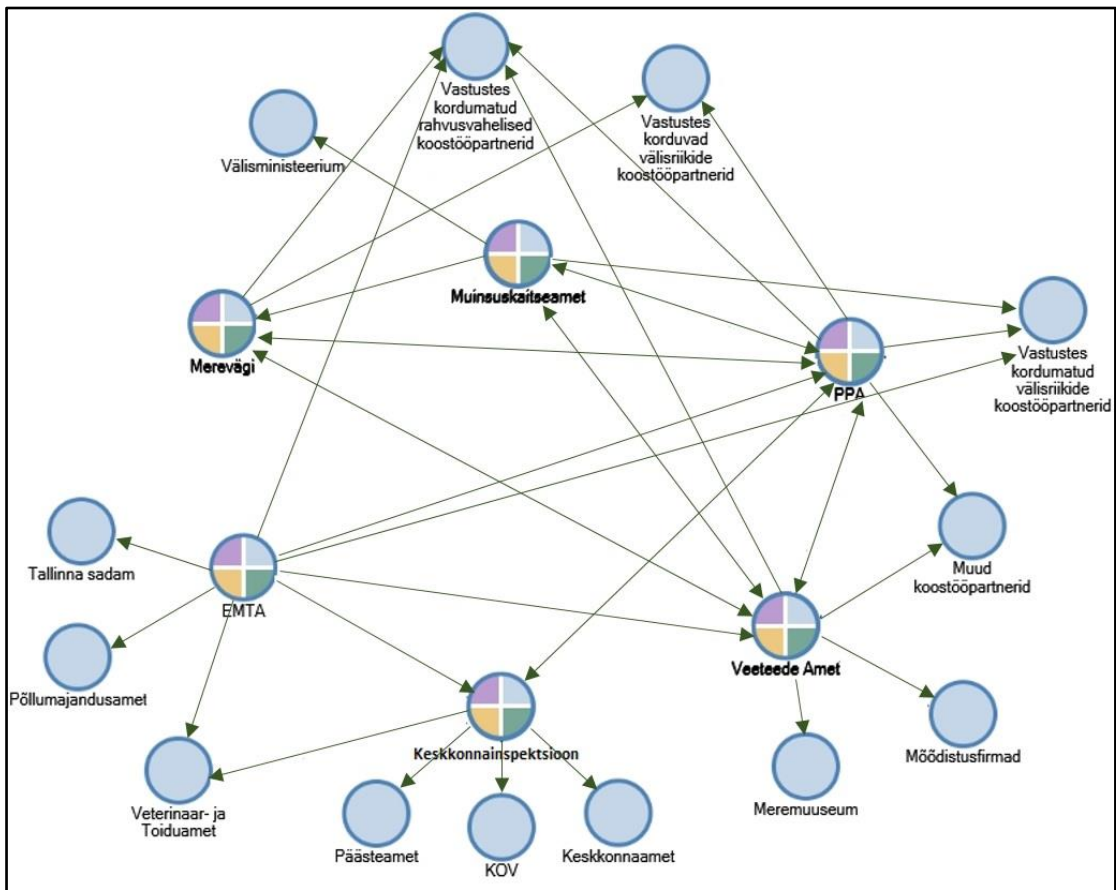 Vastustes
kordumatud
rahvusvahelised
koostööpartnerid
Vastustes
korduvad
välisriikide
koostööpartnerid
Välisministeerium
Muinsuskaitseamet
Merevägi
PPA
Vastustes
kordumatud
välisriikide
koostööpartnerid
Tallinna sadam
EMTA
Muud
koostööpartnerid
Põllumajandusamet
Veeteede Amet
Keskkonnainspektsioon
Mõõdistusfirmad
Meremuuseum
Veterinaar- ja
Toiduamet
Päästeamet
KOV
Keskkonnaamet